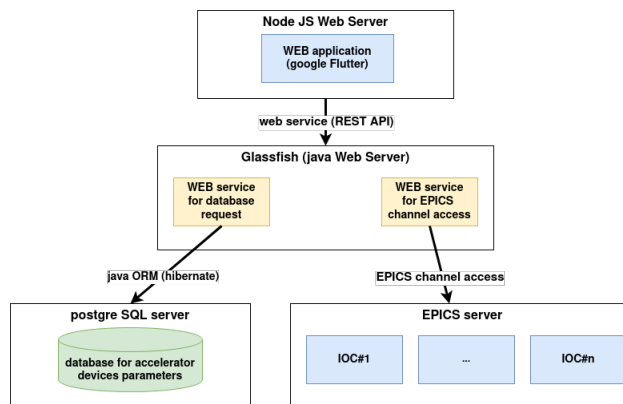 Node JS Web Server
WEB application
(google Flutter)
web service (REST API)
Glassfish (java Web Server)
WEB service
for database
request
WEB service
for EPICS
channel access
java ORM (hibernate)
EPICS channel access
postgre SQL server
database for accelerator
devices parameters
EPICS server
IOC#1
...
IOC#n